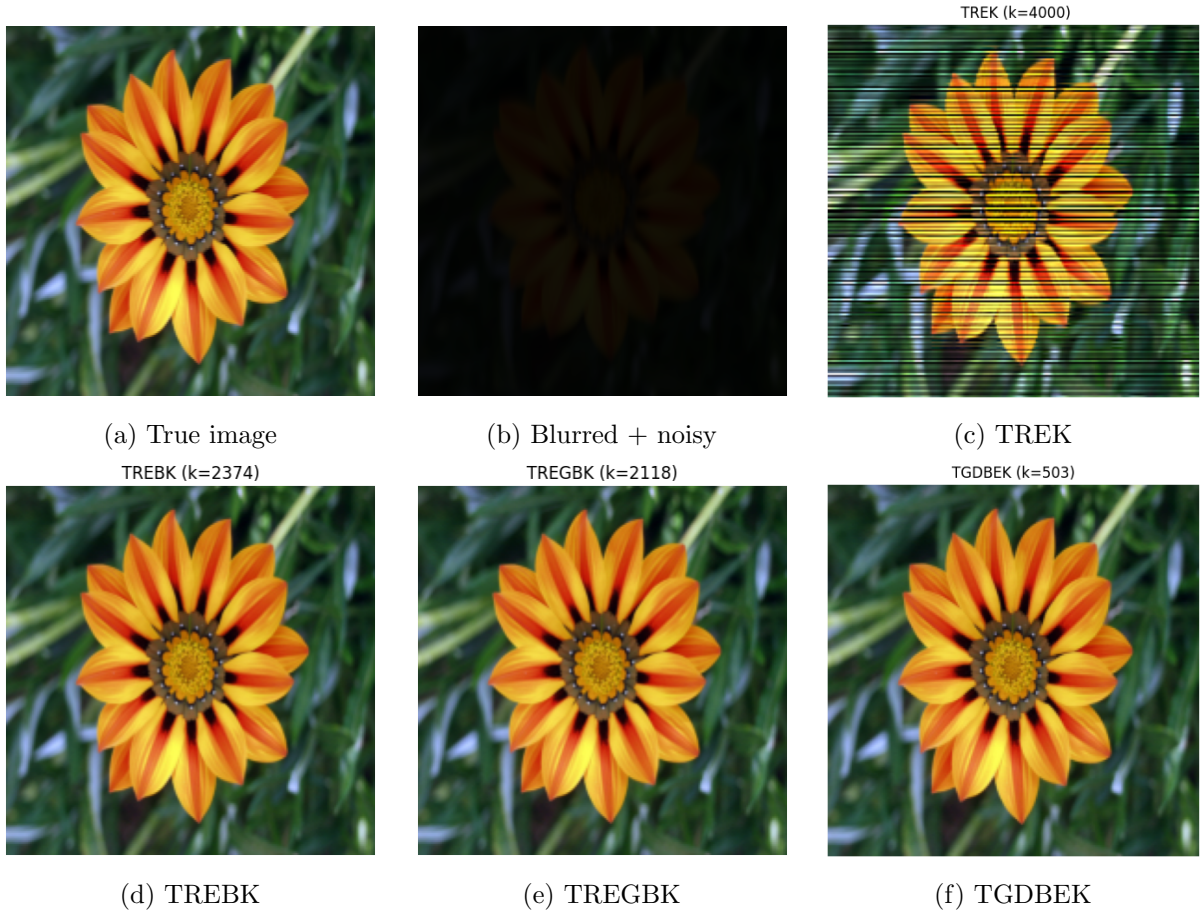 TREK (k=4000)
(a) True image
(b) Blurred + noisy
(c) TREK
TREBK (k=2374)
TREGBK (k=2118)
TGDBEK (k=503)
(d) TREBK
(e) TREGBK
(f) TGDBEK